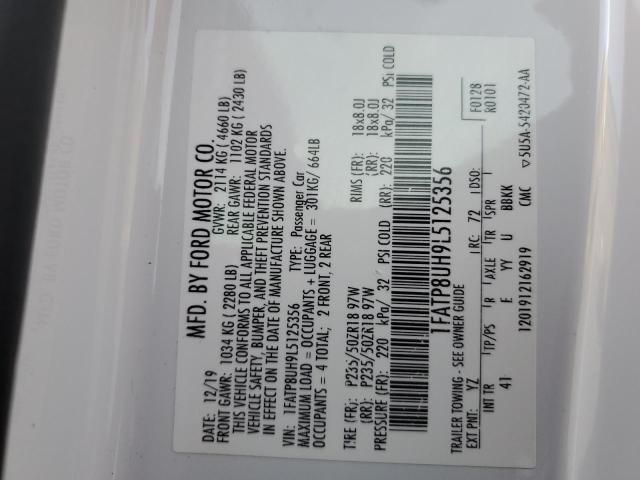 MFD. BY FORD MOTOR CO.
DATE: 12/19 GVWR: 2114 KG ( 4660 LB)
FRONT GAWR: 1034 KG ( 2280 LB) REAR GAWR: 1102 KG ( 2430 LB)
THIS VEHICLE CONFORMS TO ALL APPLICABLE FEDERAL MOTOR
VEHICLE SAFETY, BUMPER, AND THEFT PREVENTION STANDARDS
IN EFFECT ON THE DATE OF MANUFACTURE SHOWN ABOVE.
VIN: 1FATP8UH9L5125356 TYPE: Passenger Car
MAXIMUM LOAD = OCCUPANTS + LUGGAGE = 301KG/ 664LB
OCCUPANTS = 4 TOTAL; 2 FRONT, 2 REAR
TIRE (FR): P235/50ZR18 97W RIMS (FR): 18x8.0J
(RR): P235/50ZR18 97W (RR): 18x8.0J
PRESSURE (FR): 220 kPa/ 32 PSI COLD (RR): 220 kPa/ 32 PSI COLD
1FATP8UH9L5125356
TRAILER TOWING - SEE OWNER GUIDE F0128
EXT PNT: YZ RC: 72 DSO: R0101
INT TR TP/PS R AXLE TR SPR
41 E YY U BBKK
1201912162919 CMC ▽5U5A-5420472-AA